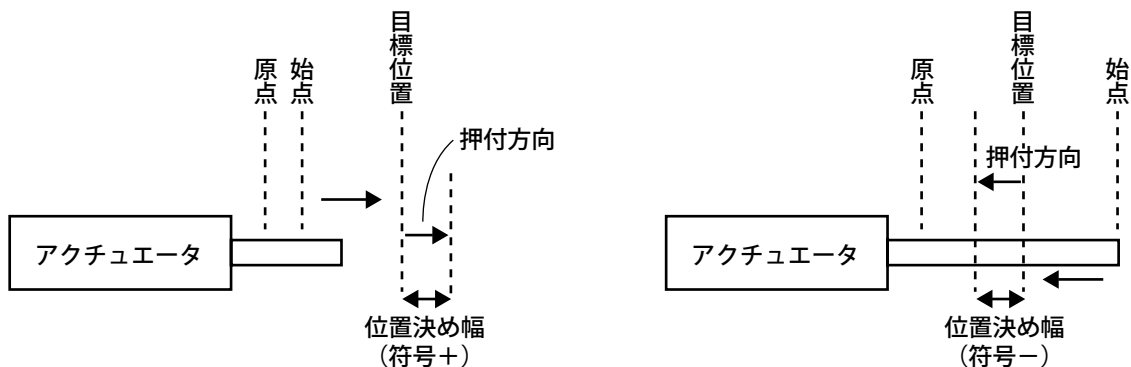 原点
始点
目標位置
押付方向
アクチュエータ
位置決め幅
（符号＋）
原点
目標位置
始点
押付方向
アクチュエータ
位置決め幅
（符号－）